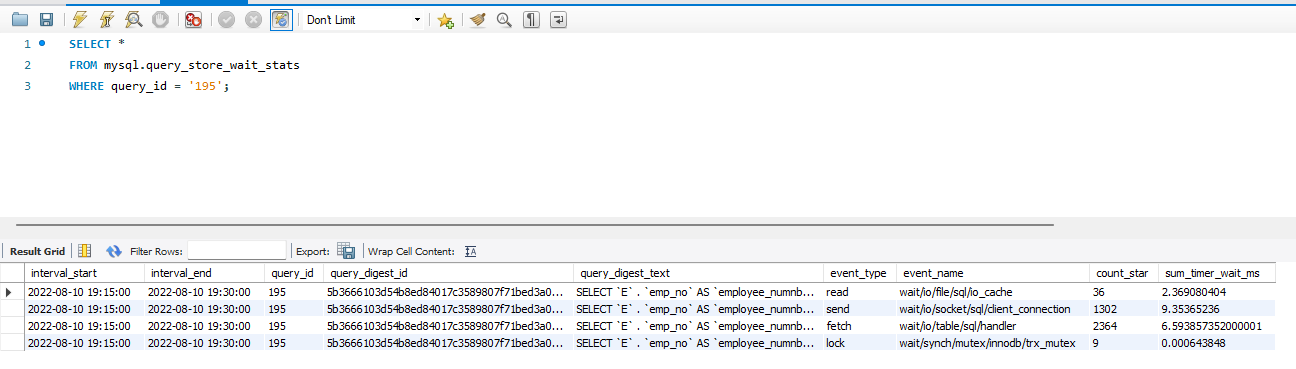 Don't Limit
1 SELECT *
2 FROM mysql.query_store_wait_stats
3 WHERE query_id = '195';
Result Grid Filter Rows: Export: Wrap Cell Content:
interval_start interval_end query_id query_digest_id query_digest_text event_type event_name count_star sum_timer_wait_ms
2022-08-10 19:15:00 2022-08-10 19:30:00 195 5b3666103d54b8ed84017c3589807f71bed3a0... SELECT `E` . `emp_no` AS `employee_numnb... read wait/io/file/sql/io_cache 36 2.369080404
2022-08-10 19:15:00 2022-08-10 19:30:00 195 5b3666103d54b8ed84017c3589807f71bed3a0... SELECT `E` . `emp_no` AS `employee_numnb... send wait/io/socket/sql/client_connection 1302 9.35365236
2022-08-10 19:15:00 2022-08-10 19:30:00 195 5b3666103d54b8ed84017c3589807f71bed3a0... SELECT `E` . `emp_no` AS `employee_numnb... fetch wait/io/table/sql/handler 2364 6.593857352000001
2022-08-10 19:15:00 2022-08-10 19:30:00 195 5b3666103d54b8ed84017c3589807f71bed3a0... SELECT `E` . `emp_no` AS `employee_numnb... lock wait/synch/mutex/innodb/trx_mutex 9 0.000643848